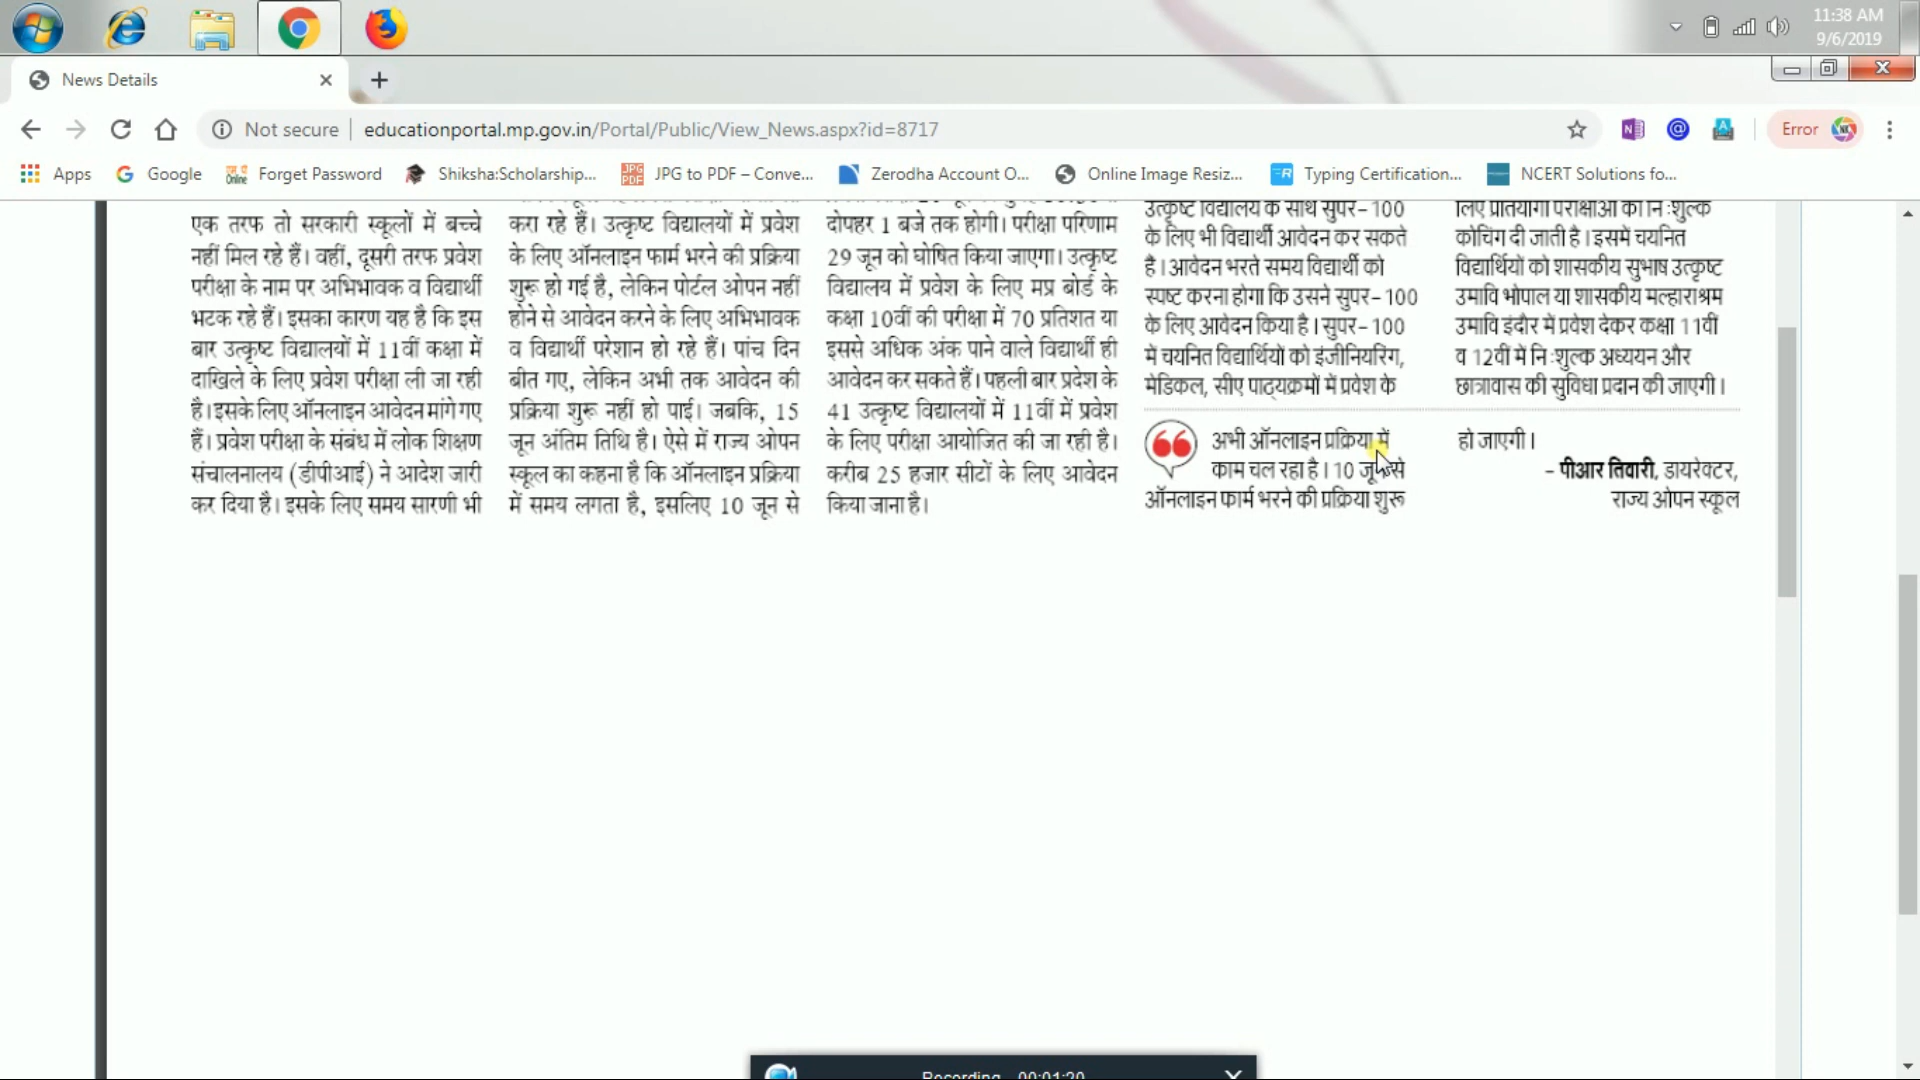 11:38 AM
9/6/2019
News Details
Not secure
educationportal.mp.gov.in/Portal/Public/View_News.aspx?id=8717
Error
Apps
Google
Forget Password
Shiksha:Scholarship...
JPG to PDF – Conve...
Zerodha Account O...
Online Image Resiz...
Typing Certification...
NCERT Solutions fo...
एक तरफ तो सरकारी स्कूलों में बच्चे
नहीं मिल रहे हैं। वहीं, दूसरी तरफ प्रवेश
परीक्षा के नाम पर अभिभावक व विद्यार्थी
भटक रहे हैं। इसका कारण यह है कि इस
बार उत्कृष्ट विद्यालयों में 11वीं कक्षा में
दाखिले के लिए प्रवेश परीक्षा ली जा रही
है। इसके लिए ऑनलाइन आवेदन मांगे गए
हैं। प्रवेश परीक्षा के संबंध में लोक शिक्षण
संचालनालय (डीपीआई) ने आदेश जारी
कर दिया है। इसके लिए समय सारणी भी
करा रहे हैं। उत्कृष्ट विद्यालयों में प्रवेश
के लिए ऑनलाइन फार्म भरने की प्रक्रिया
शुरू हो गई है, लेकिन पोर्टल ओपन नहीं
होने से आवेदन करने के लिए अभिभावक
व विद्यार्थी परेशान हो रहे हैं। पांच दिन
बीत गए, लेकिन अभी तक आवेदन की
प्रक्रिया शुरू नहीं हो पाई। जबकि, 15
जून अंतिम तिथि है। ऐसे में राज्य ओपन
स्कूल का कहना है कि ऑनलाइन प्रक्रिया
में समय लगता है, इसलिए 10 जून से
दोपहर 1 बजे तक होगी। परीक्षा परिणाम
29 जून को घोषित किया जाएगा। उत्कृष्ट
विद्यालय में प्रवेश के लिए मप्र बोर्ड के
कक्षा 10वीं की परीक्षा में 70 प्रतिशत या
इससे अधिक अंक पाने वाले विद्यार्थी ही
आवेदन कर सकते हैं। पहली बार प्रदेश के
41 उत्कृष्ट विद्यालयों में 11वीं में प्रवेश
के लिए परीक्षा आयोजित की जा रही है।
करीब 25 हजार सीटों के लिए आवेदन
किया जाना है।
उत्कृष्ट विद्यालय के साथ सुपर-100
के लिए भी विद्यार्थी आवेदन कर सकते
है। आवेदन भरते समय विद्यार्थी को
स्पष्ट करना होगा कि उसने सुपर-100
के लिए आवेदन किया है। सुपर-100
में चयनित विद्यार्थियों को इंजीनियरिंग,
मेडिकल, सीए पाठ्यक्रमों में प्रवेश के
लिए प्रतियोगी परीक्षाओं की निःशुल्क
कोचिंग दी जाती है। इसमें चयनित
विद्यार्थियों को शासकीय सुभाष उत्कृष्ट
उमावि भोपाल या शासकीय मल्हाराश्रम
उमावि इंदौर में प्रवेश देकर कक्षा 11वीं
व 12वीं में निःशुल्क अध्ययन और
छात्रावास की सुविधा प्रदान की जाएगी।
अभी ऑनलाइन प्रक्रिया में
काम चल रहा है। 10 जून से
ऑनलाइन फार्म भरने की प्रक्रिया शुरू
हो जाएगी।
– पीआर तिवारी, डायरेक्टर,
राज्य ओपन स्कूल
Recording 00:01:20